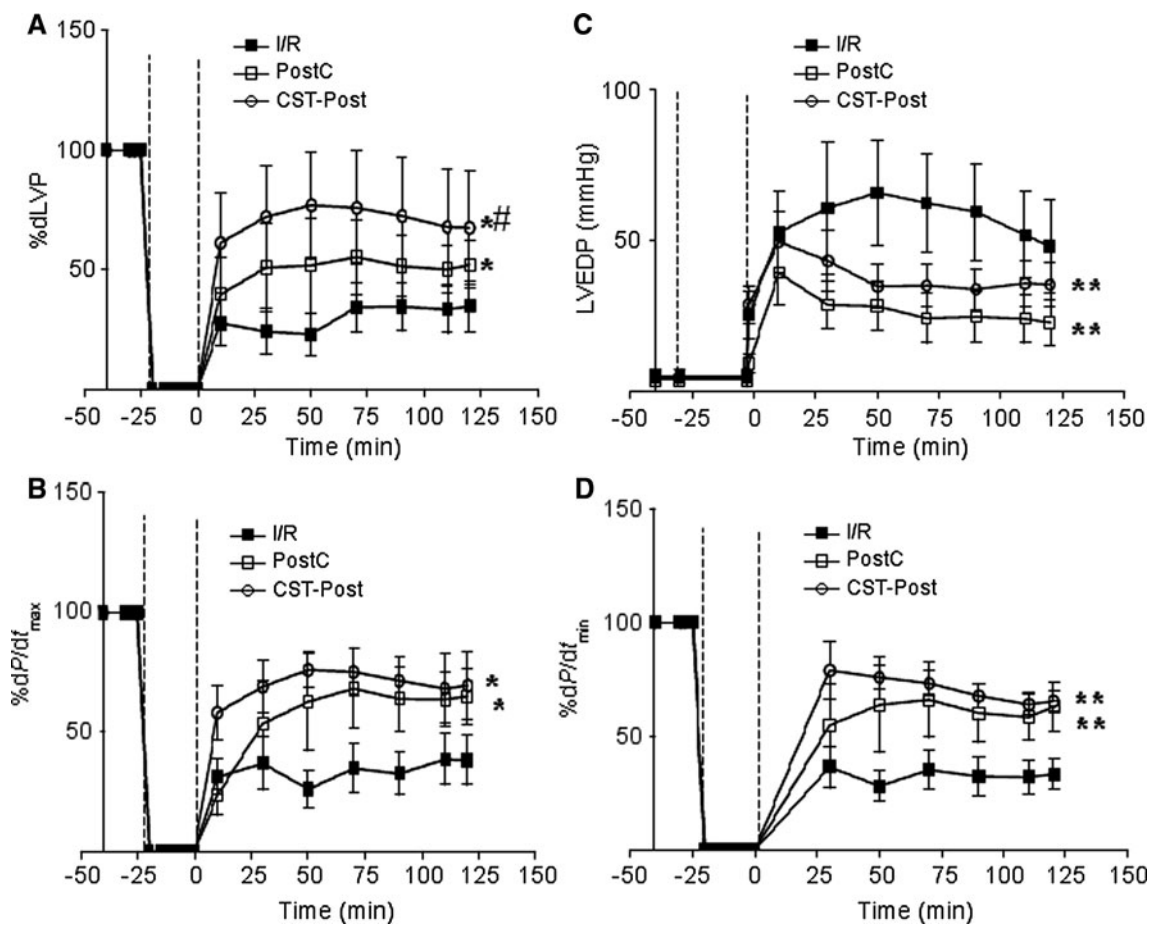 A
150
I/R
PostC
CST-Post
100
%dLVP
*#
*
50
-50 -25 0 25 50 75 100 125 150
Time (min)
C
I/R
PostC
CST-Post
100
LVEDP (mmHg)
50
**
**
-50 -25 0 25 50 75 100 125 150
Time (min)
B
150
I/R
PostC
CST-Post
100
%dP/dtmax
*
*
50
-50 -25 0 25 50 75 100 125 150
Time (min)
D
150
I/R
PostC
CST-Post
100
%dP/dtmin
**
**
50
-50 -25 0 25 50 75 100 125 150
Time (min)